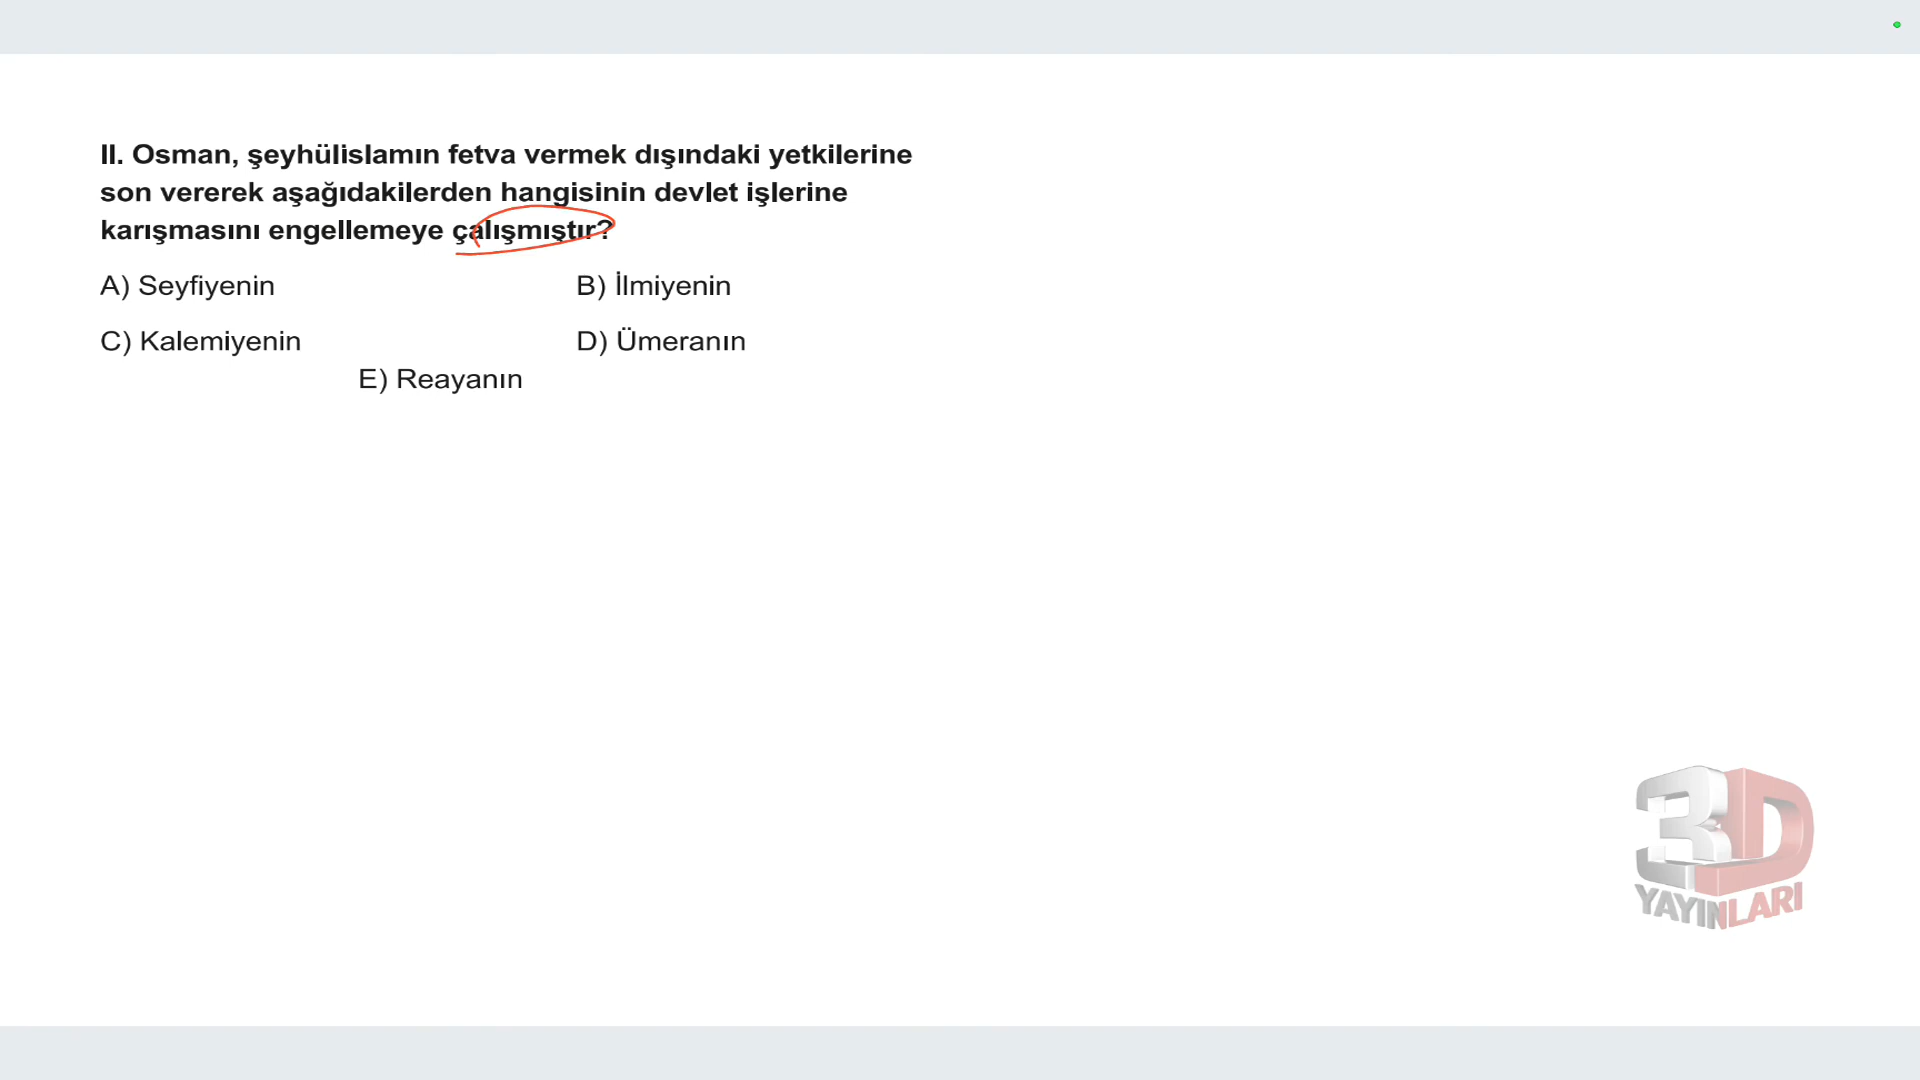 II. Osman, şeyhülislamın fetva vermek dışındaki yetkilerine
son vererek aşağıdakilerden hangisinin devlet işlerine
karışmasını engellemeye çalışmıştır?
A) Seyfiyenin B) İlmiyenin
C) Kalemiyenin D) Ümeranın
E) Reayanın
3D
YAYINLARI